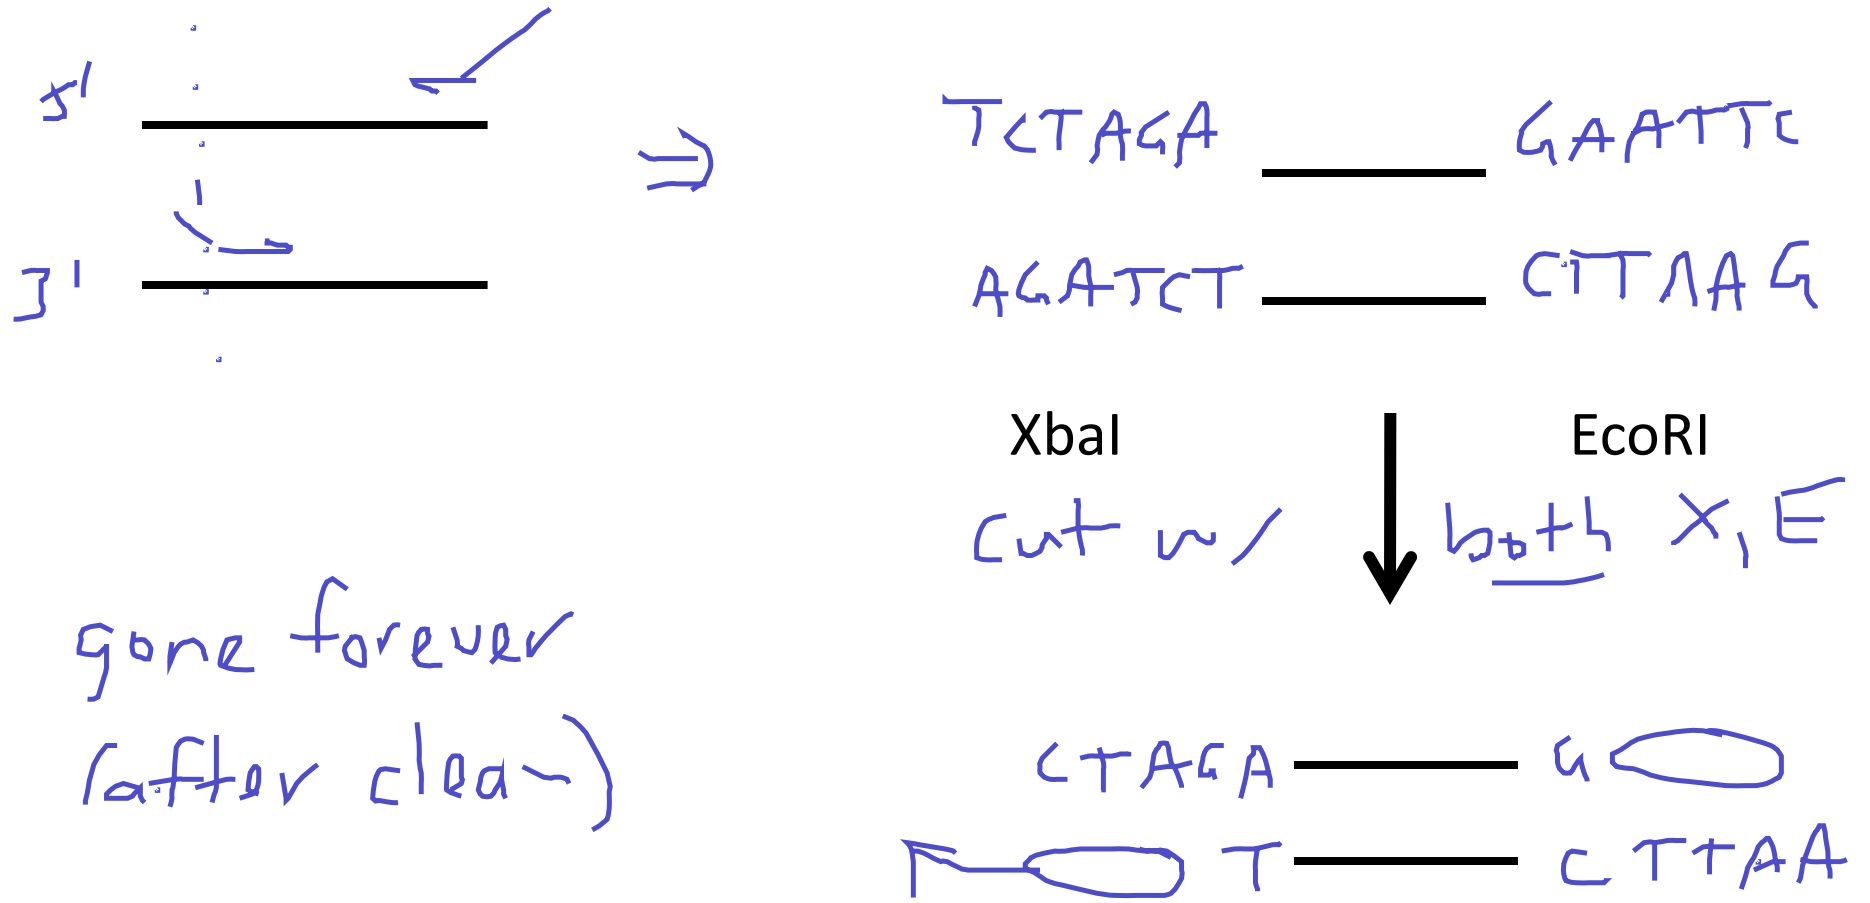 5'
TCTAGA GAATTC
3'
AGATCT CTTAAG
XbaI EcoRI
cut w/ both X, E
gone forever
(after clean)
CTAGA G
T CTTAA